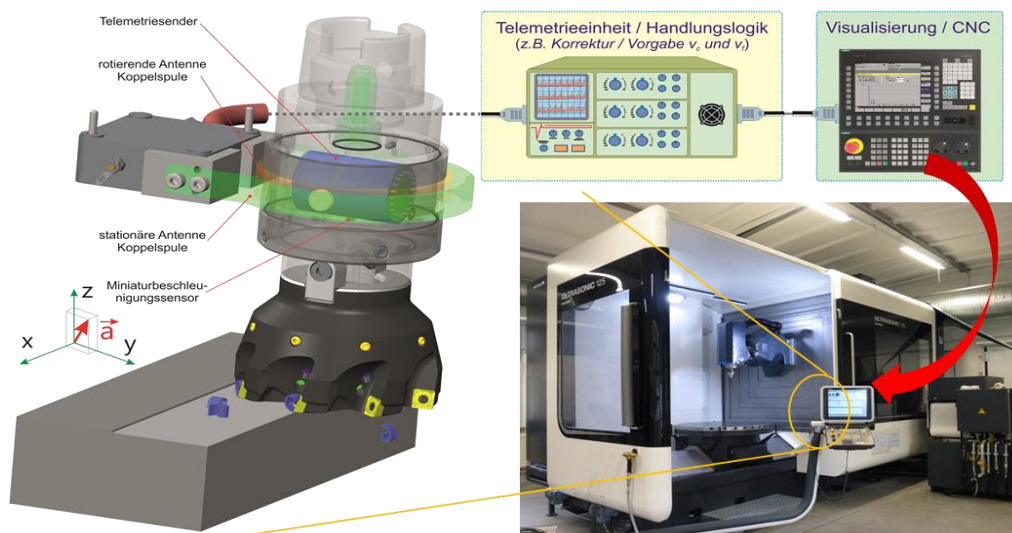 Telemetriesender
rotierende Antenne
Koppelspule
stationäre Antenne
Koppelspule
Miniaturbeschleu-
nigungssensor
z
x
a
y
Telemetrieeinheit / Handlungslogik
(z.B. Korrektur / Vorgabe vc und vf)
Visualisierung / CNC
ULTRASONIC 125